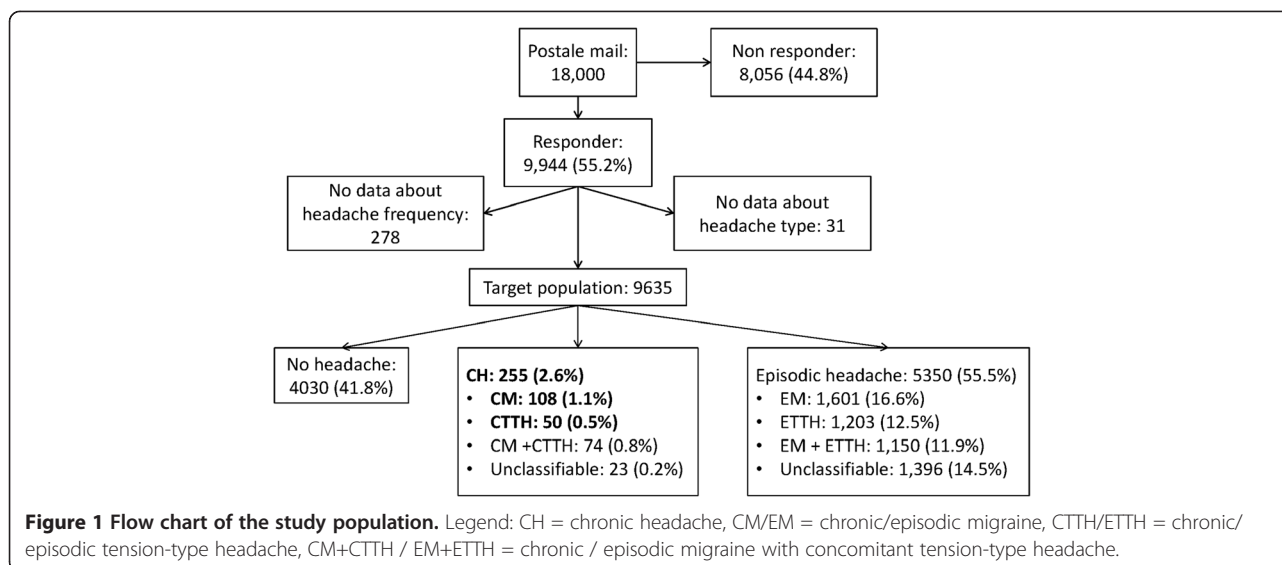 Postale mail:
18,000
Non responder:
8,056 (44.8%)
Responder:
9,944 (55.2%)
No data about
headache frequency:
278
No data about
headache type: 31
Target population: 9635
No headache:
4030 (41.8%)
CH: 255 (2.6%)
• CM: 108 (1.1%)
• CTTH: 50 (0.5%)
• CM +CTTH: 74 (0.8%)
• Unclassifiable: 23 (0.2%)
Episodic headache: 5350 (55.5%)
• EM: 1,601 (16.6%)
• ETTH: 1,203 (12.5%)
• EM + ETTH: 1,150 (11.9%)
• Unclassifiable: 1,396 (14.5%)
Figure 1 Flow chart of the study population. Legend: CH = chronic headache, CM/EM = chronic/episodic migraine, CTTH/ETTH = chronic/
episodic tension-type headache, CM+CTTH / EM+ETTH = chronic / episodic migraine with concomitant tension-type headache.